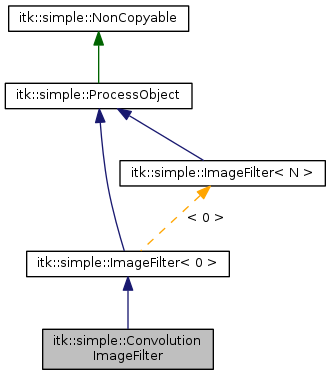 itk::simple::NonCopyable
itk::simple::ProcessObject
itk::simple::ImageFilter< N >
< 0 >
itk::simple::ImageFilter< 0 >
itk::simple::Convolution
ImageFilter